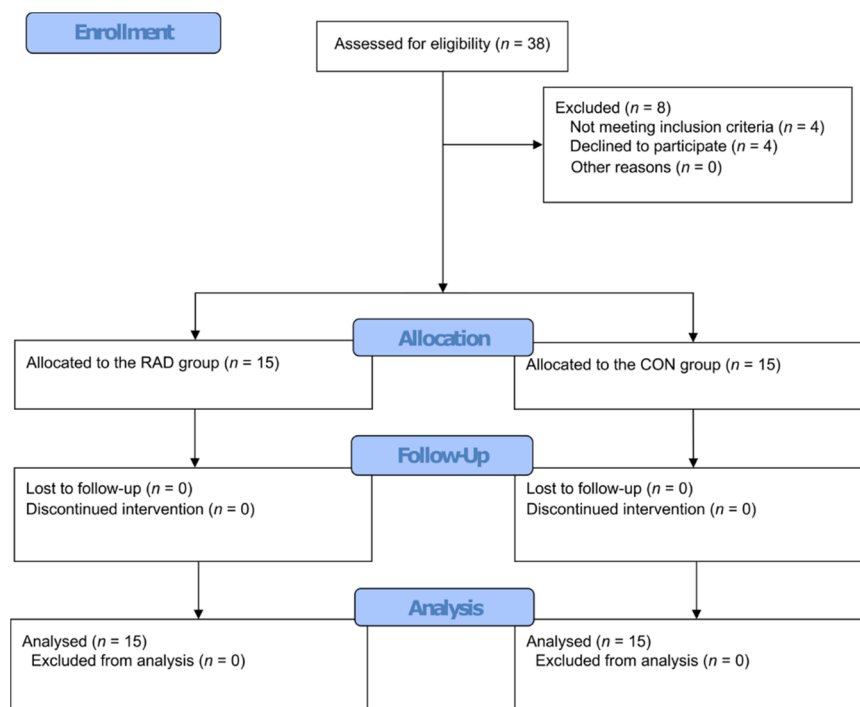 Enrollment
Assessed for eligibility (n = 38)
Excluded (n = 8)
Not meeting inclusion criteria (n = 4)
Declined to participate (n = 4)
Other reasons (n = 0)
Allocation
Allocated to the RAD group (n = 15)
Allocated to the CON group (n = 15)
Follow-Up
Lost to follow-up (n = 0)
Discontinued intervention (n = 0)
Lost to follow-up (n = 0)
Discontinued intervention (n = 0)
Analysis
Analysed (n = 15)
Excluded from analysis (n = 0)
Analysed (n = 15)
Excluded from analysis (n = 0)